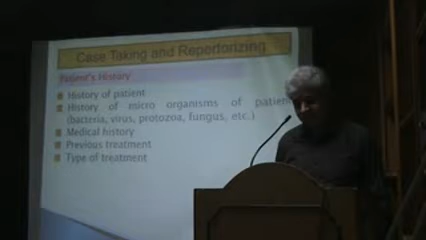 Case Taking and Repertorizing
Patient's History
History of patient
History of micro organisms of patient
(bacteria, virus, protozoa, fungus, etc.)
Medical history
Previous treatment
Type of treatment